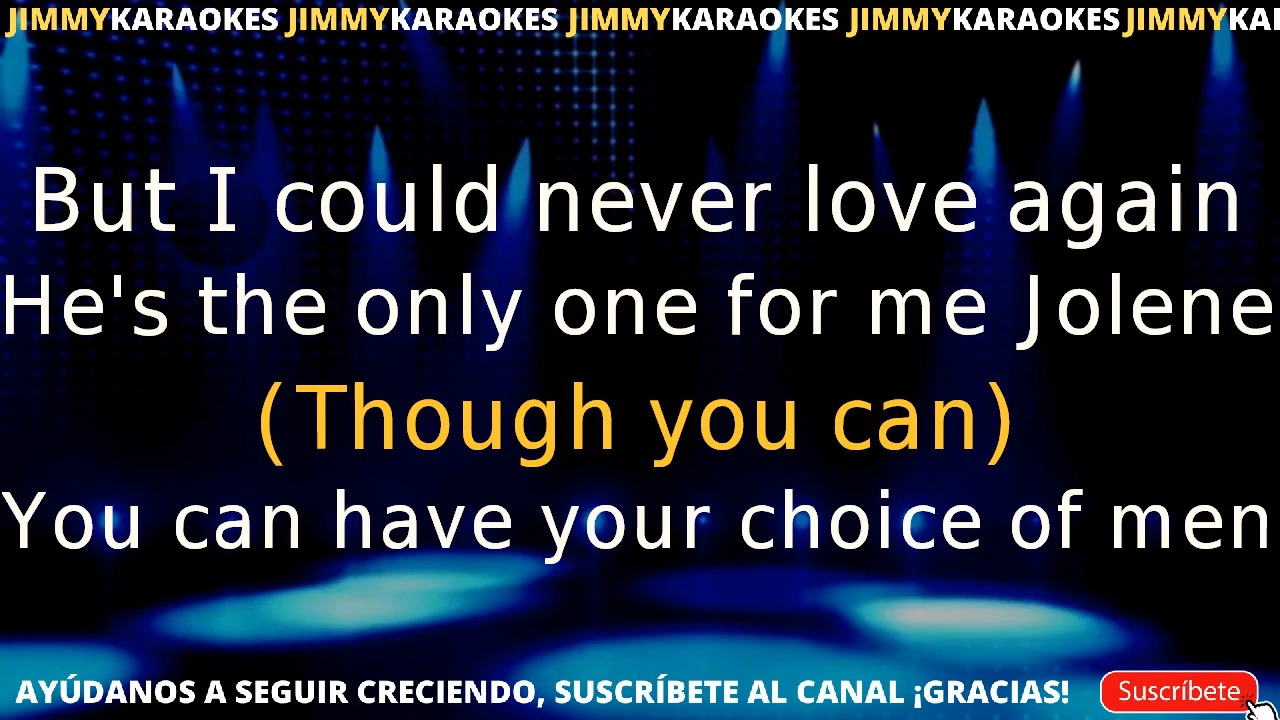 JIMMYKARAOKES JIMMYKARAOKES JIMMYKARAOKES JIMMYKARAOKES JIMMYKA
But I could never love again
He's the only one for me Jolene
(Though you can)
You can have your choice of men
AYÚDANOS A SEGUIR CRECIENDO, SUSCRÍBETE AL CANAL ¡GRACIAS!
Suscríbete